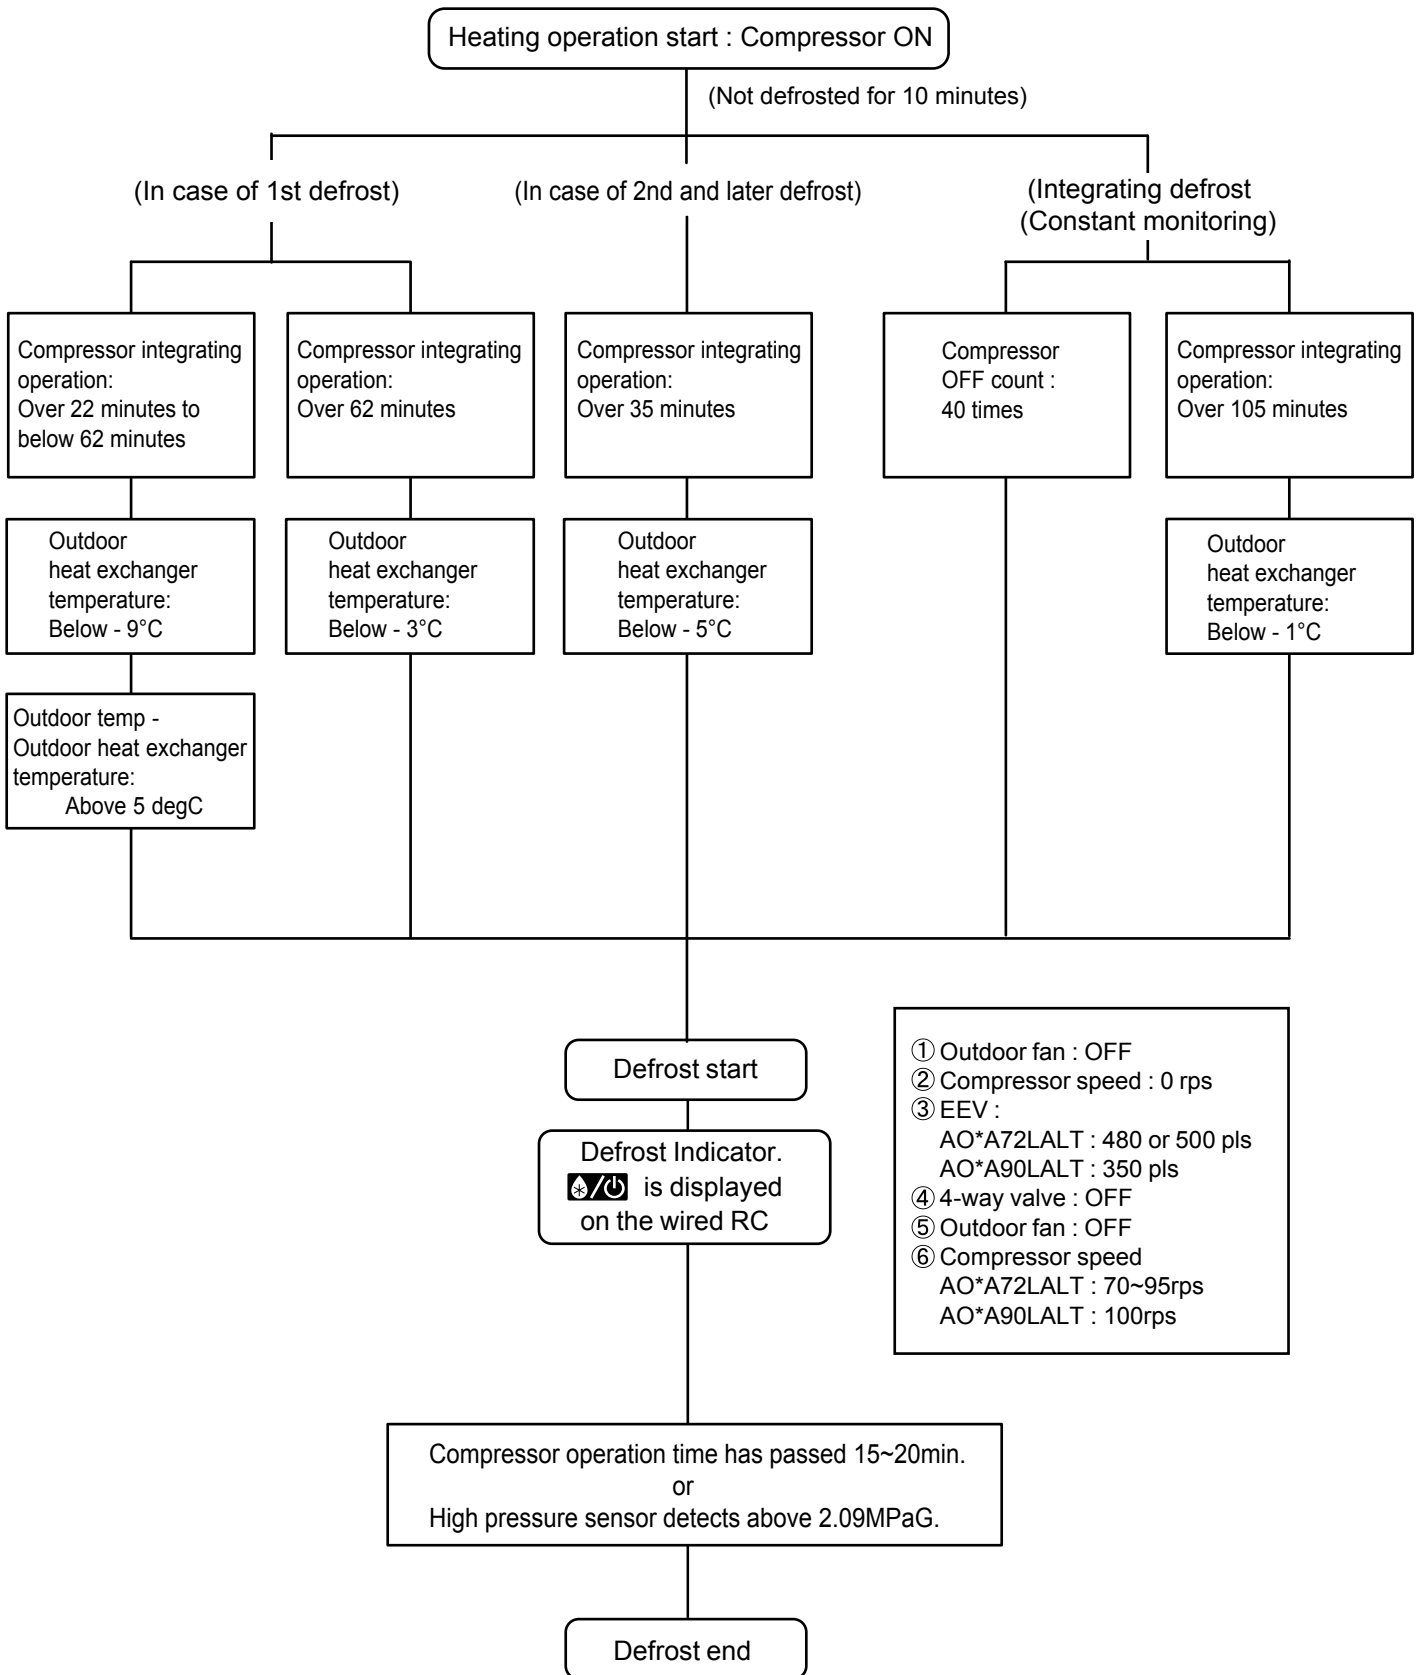 Heating operation start : Compressor ON
(Not defrosted for 10 minutes)
(In case of 1st defrost)
(In case of 2nd and later defrost)
(Integrating defrost
(Constant monitoring)
Compressor integrating
operation:
Over 22 minutes to
below 62 minutes
Compressor integrating
operation:
Over 62 minutes
Compressor integrating
operation:
Over 35 minutes
Compressor
OFF count :
40 times
Compressor integrating
operation:
Over 105 minutes
Outdoor
heat exchanger
temperature:
Below - 9°C
Outdoor
heat exchanger
temperature:
Below - 3°C
Outdoor
heat exchanger
temperature:
Below - 5°C
Outdoor
heat exchanger
temperature:
Below - 1°C
Outdoor temp -
Outdoor heat exchanger
temperature:
Above 5 degC
Defrost start
Defrost Indicator.
/ is displayed
on the wired RC
① Outdoor fan : OFF
② Compressor speed : 0 rps
③ EEV :
AO*A72LALT : 480 or 500 pls
AO*A90LALT : 350 pls
④ 4-way valve : OFF
⑤ Outdoor fan : OFF
⑥ Compressor speed
AO*A72LALT : 70~95rps
AO*A90LALT : 100rps
Compressor operation time has passed 15~20min.
or
High pressure sensor detects above 2.09MPaG.
Defrost end